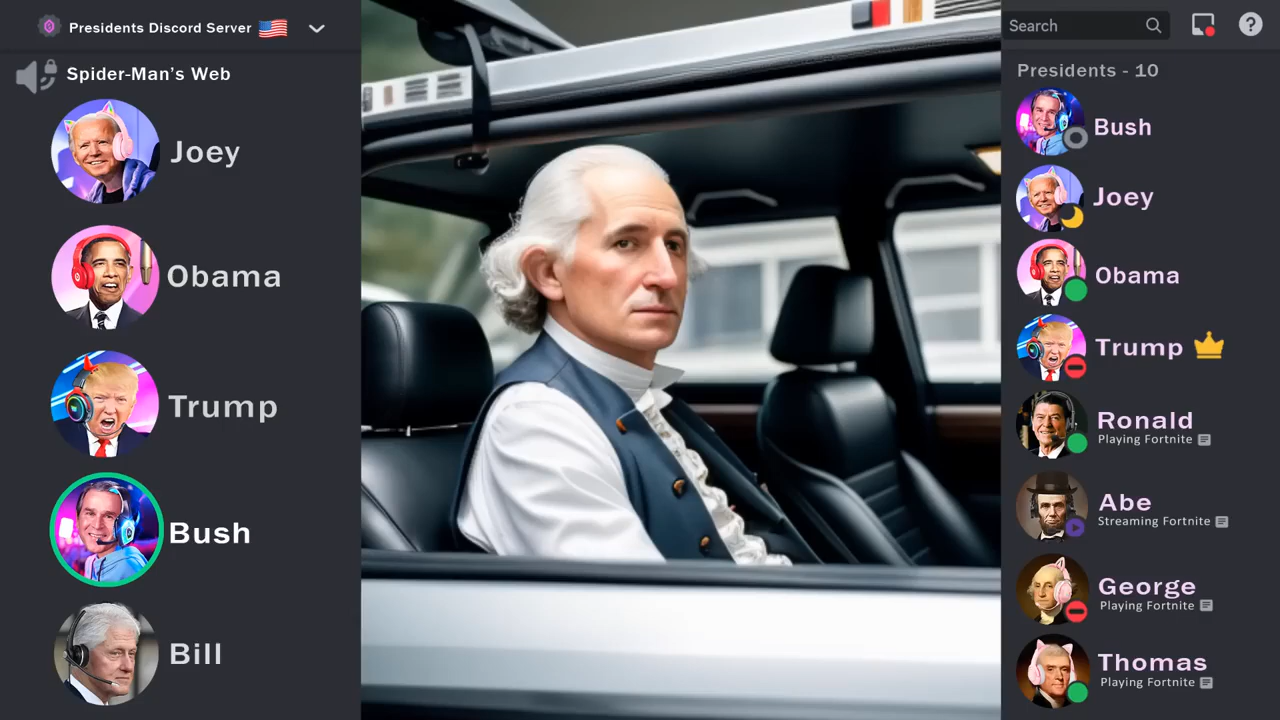 Presidents Discord Server
Spider-Man's Web
Joey
Obama
Trump
Bush
Bill
Search
?
Presidents - 10
Bush
Joey
Obama
Trump
Ronald
Playing Fortnite
Abe
Streaming Fortnite
George
Playing Fortnite
Thomas
Playing Fortnite